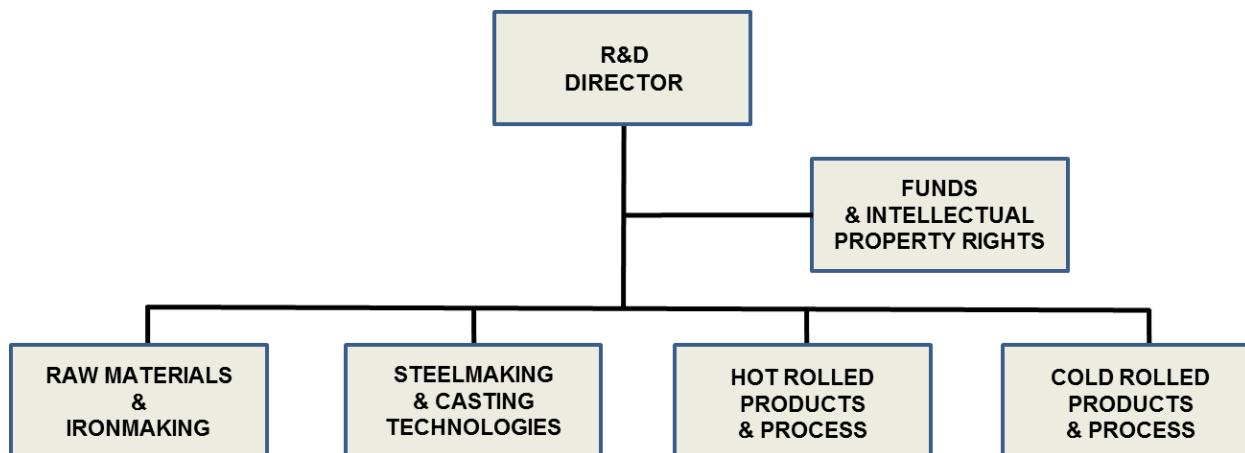 R&D
DIRECTOR
FUNDS
& INTELLECTUAL
PROPERTY RIGHTS
RAW MATERIALS
&
IRONMAKING
STEELMAKING
& CASTING
TECHNOLOGIES
HOT ROLLED
PRODUCTS
& PROCESS
COLD ROLLED
PRODUCTS
& PROCESS